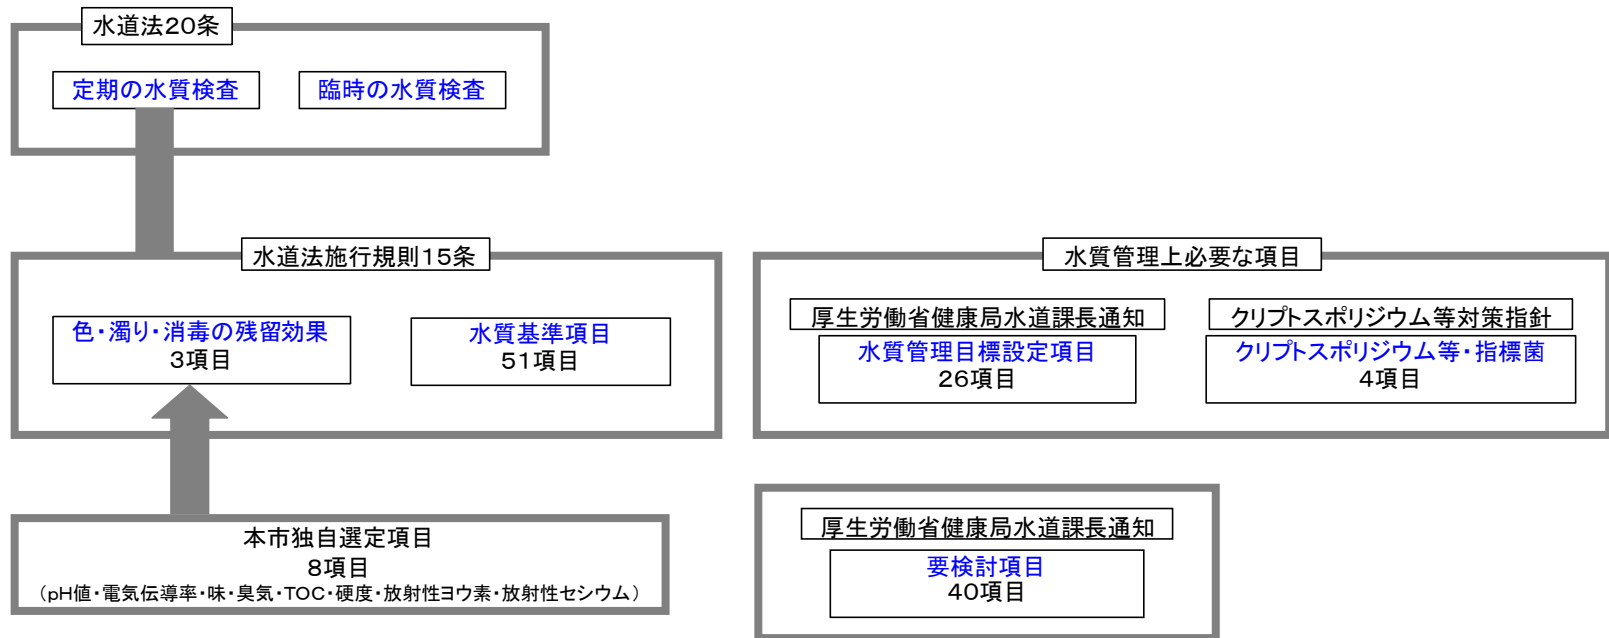 水道法20条
定期の水質検査
臨時の水質検査
水道法施行規則15条
色・濁り・消毒の残留効果
3項目
水質基準項目
51項目
水質管理上必要な項目
厚生労働省健康局水道課長通知
水質管理目標設定項目
26項目
クリプトスポリジウム等対策指針
クリプトスポリジウム等・指標菌
4項目
本市独自選定項目
8項目
（pH値・電気伝導率・味・臭気・TOC・硬度・放射性ヨウ素・放射性セシウム）
厚生労働省健康局水道課長通知
要検討項目
40項目